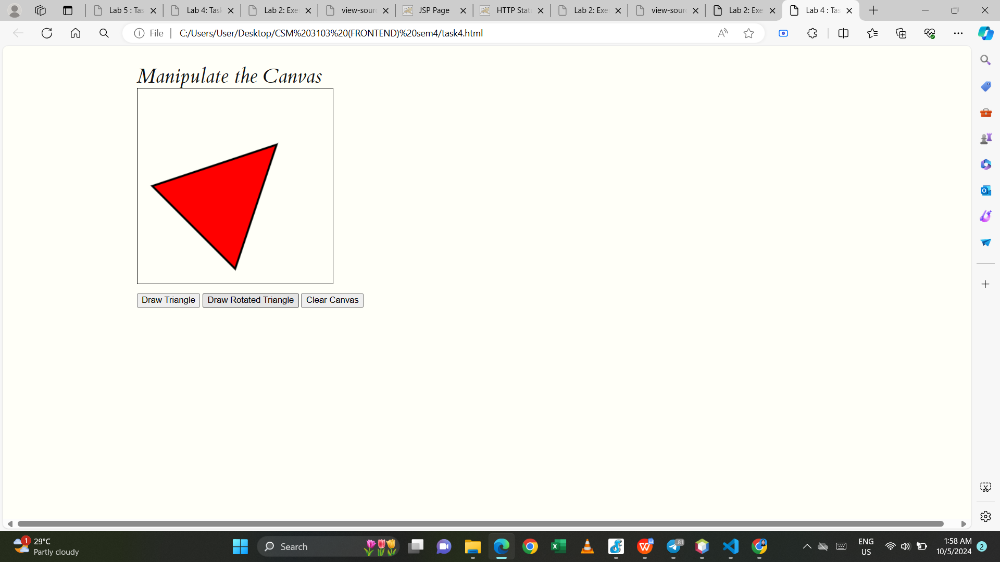 Lab 5 : Tas
Lab 4: Task
Lab 2: Exe
view-sour
JSP Page
HTTP Stat
Lab 2: Exe
view-sour
Lab 2: Exe
Lab 4 : Tas
File
C:/Users/User/Desktop/CSM%203103%20(FRONTEND)%20sem4/task4.html
Manipulate the Canvas
Draw Triangle Draw Rotated Triangle Clear Canvas
1
29°C
Partly cloudy
Search
81
ENG
US
1:58 AM
10/5/2024
2